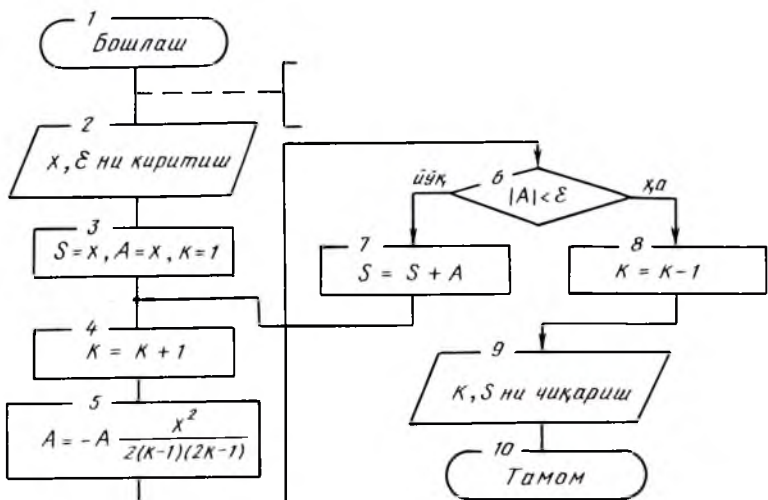 1
Бошлаш
2
x, ε ни киритиш
3
S = x, A = x, к = 1
4
К = К + 1
5
A = -A x² / 2(К-1)(2К-1)
6
|A| < ε
йўқ
ҳа
7
S = S + A
8
К = К-1
9
К, S ни чиқариш
10
Тамом